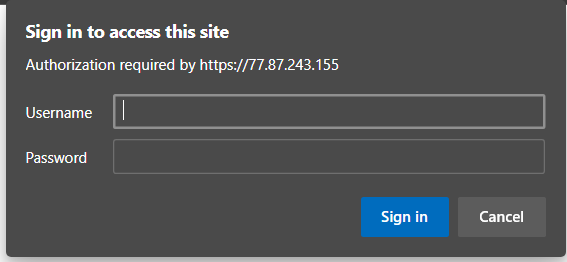 Sign in to access this site
Authorization required by https://77.87.243.155
Username
Password
Sign in Cancel